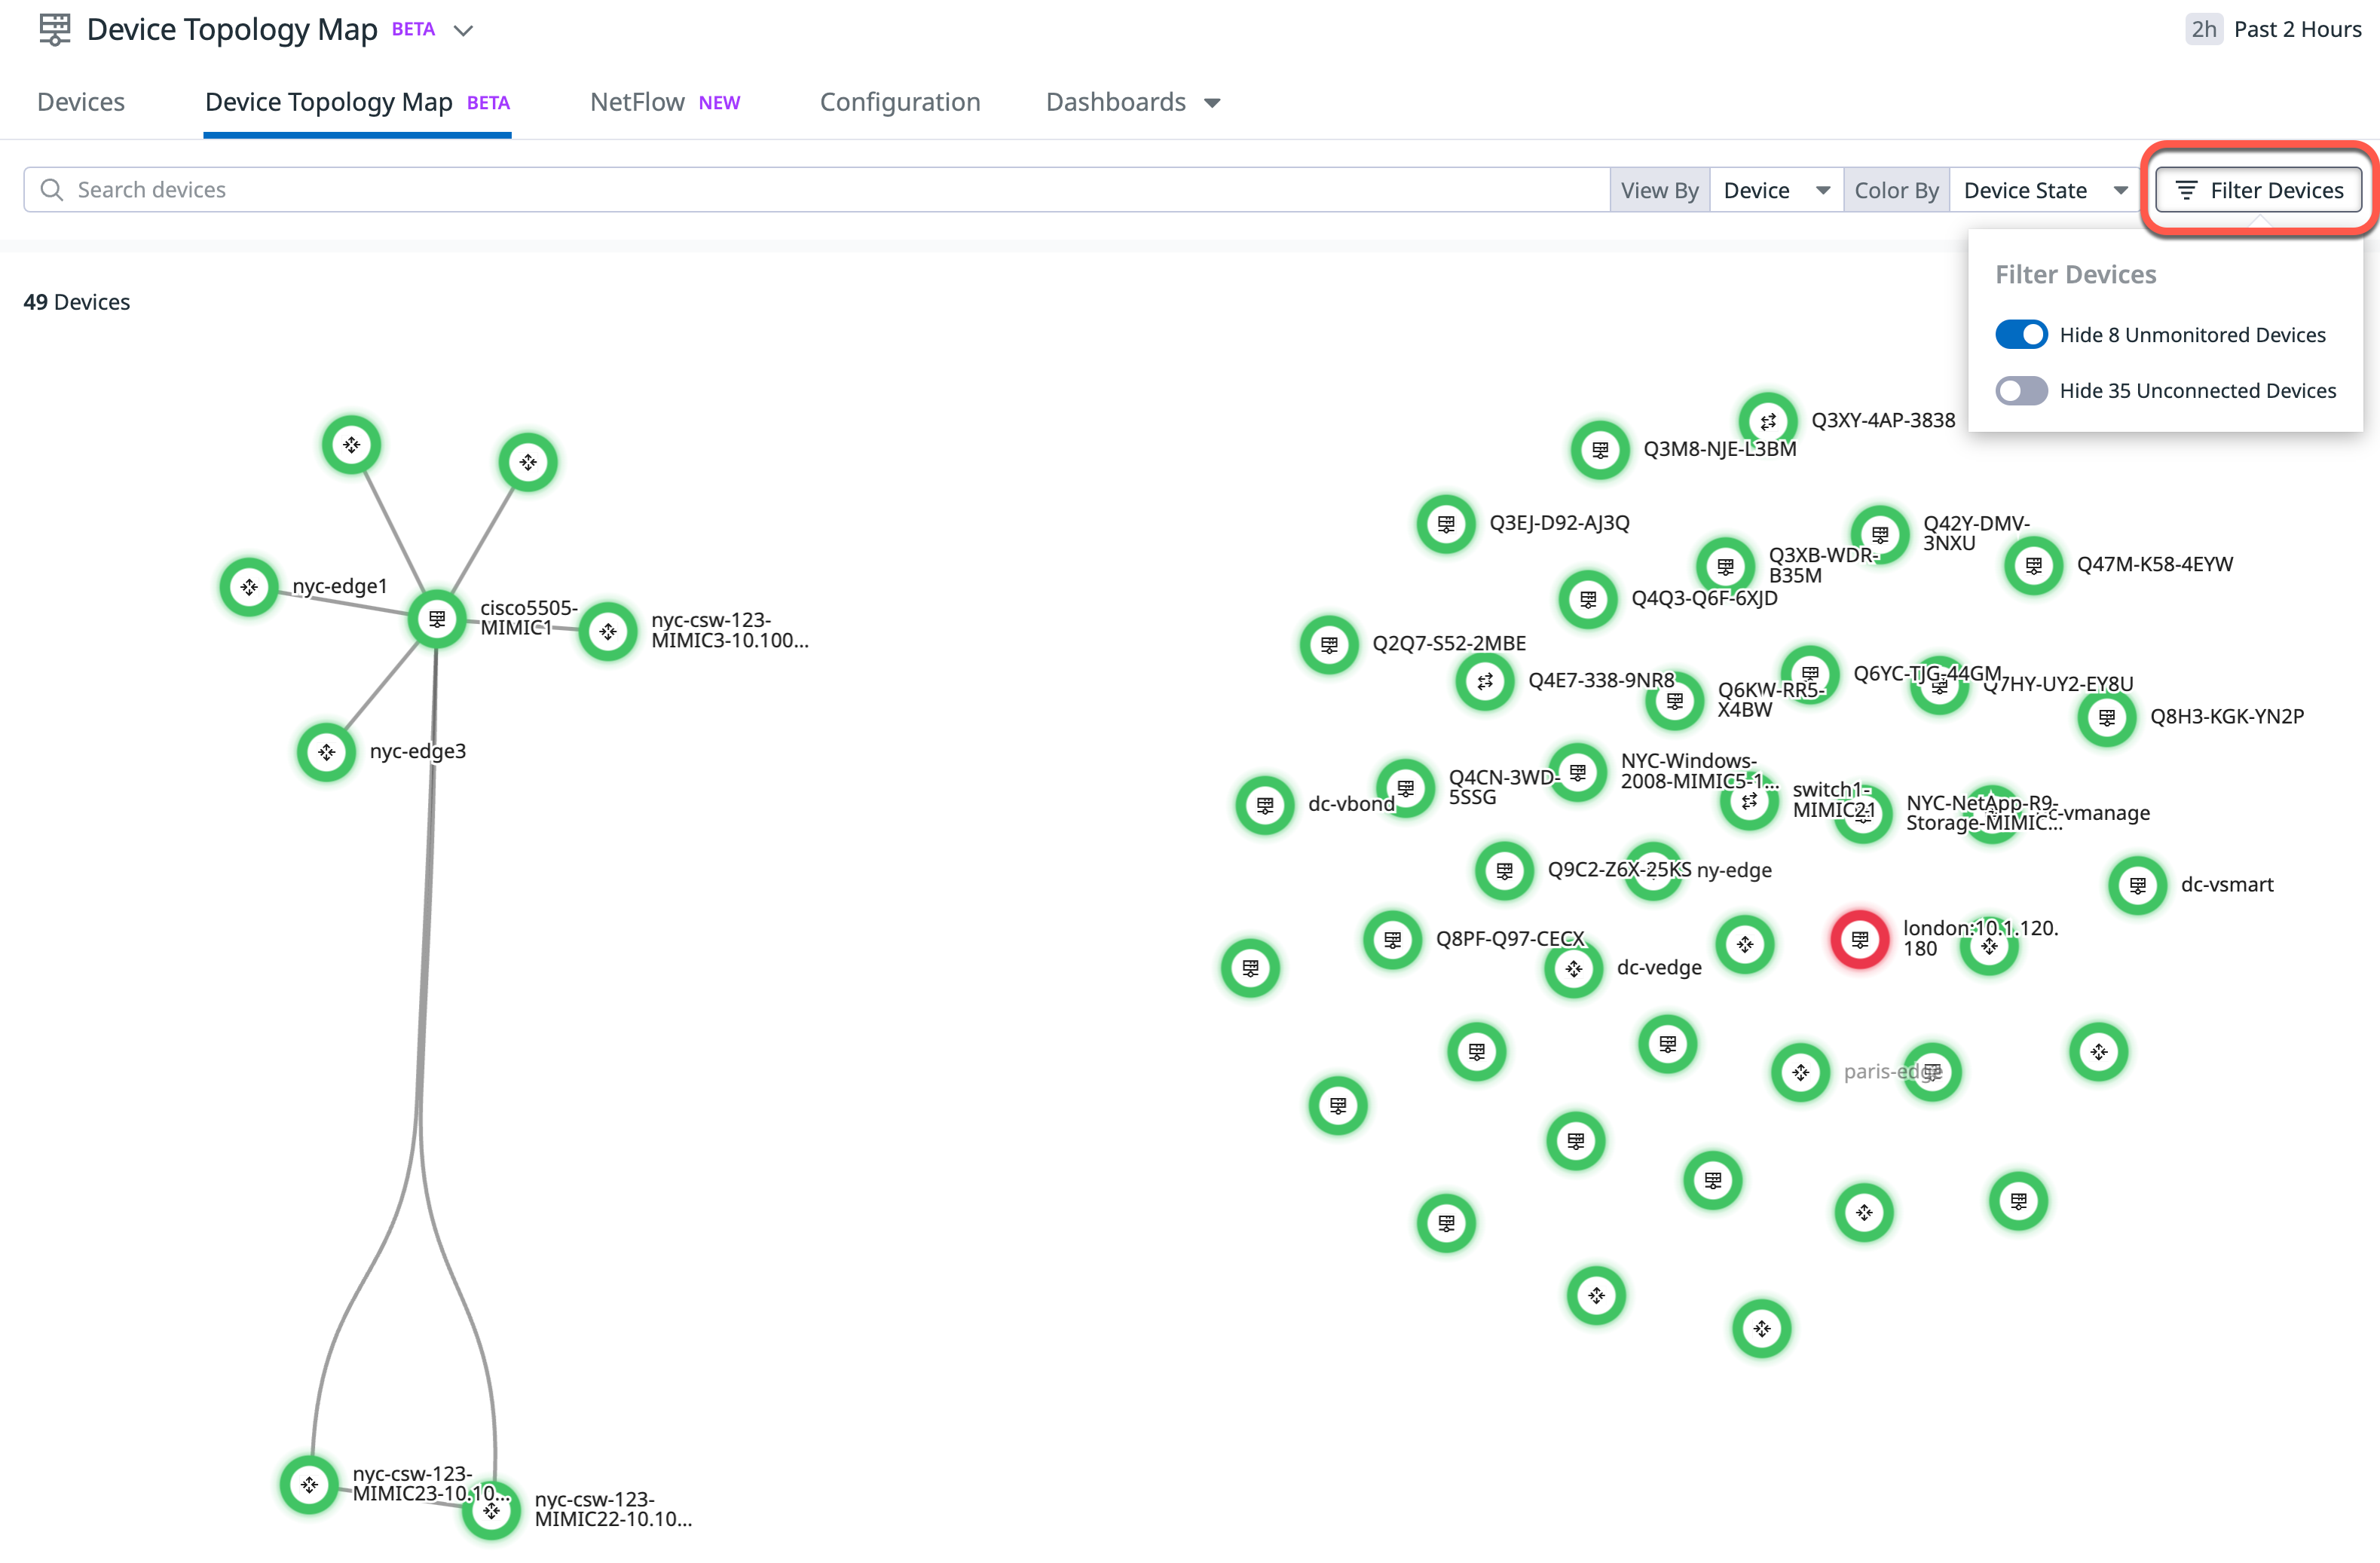 Device Topology Map BETA
2h Past 2 Hours
Devices
Device Topology Map BETA
NetFlow NEW
Configuration
Dashboards
Search devices
View By
Device
Color By
Device State
Filter Devices
Filter Devices
Hide 8 Unmonitored Devices
Hide 35 Unconnected Devices
49 Devices
nyc-edge1
cisco5505-
MIMIC1
nyc-csw-123-
MIMIC3-10.100...
nyc-edge3
nyc-csw-123-
MIMIC23-10.10...
nyc-csw-123-
MIMIC22-10.10...
Q3XY-4AP-3838
Q3M8-NJE-L3BM
Q3EJ-D92-AJ3Q
Q42Y-DMV-
3NXU
Q3XB-WDR-
B35M
Q47M-K58-4EYW
Q4Q3-Q6F-6XJD
Q2Q7-S52-2MBE
Q4E7-338-9NR8
Q6KW-RR5-
X4BW
Q6YC-TJG-44GM
Q7HY-UY2-EY8U
Q8H3-KGK-YN2P
NYC-Windows-
2008-MIMIC5-1...
Q4CN-3WD-
5SSG
dc-vbond
switch1-
MIMIC21
NYC-NetApp-R9-
Storage-MIMIC...
c-vmanage
Q9C2-Z6X-25KS
ny-edge
dc-vsmart
Q8PF-Q97-CECX
london:10.1.120.
180
dc-vedge
paris-edge